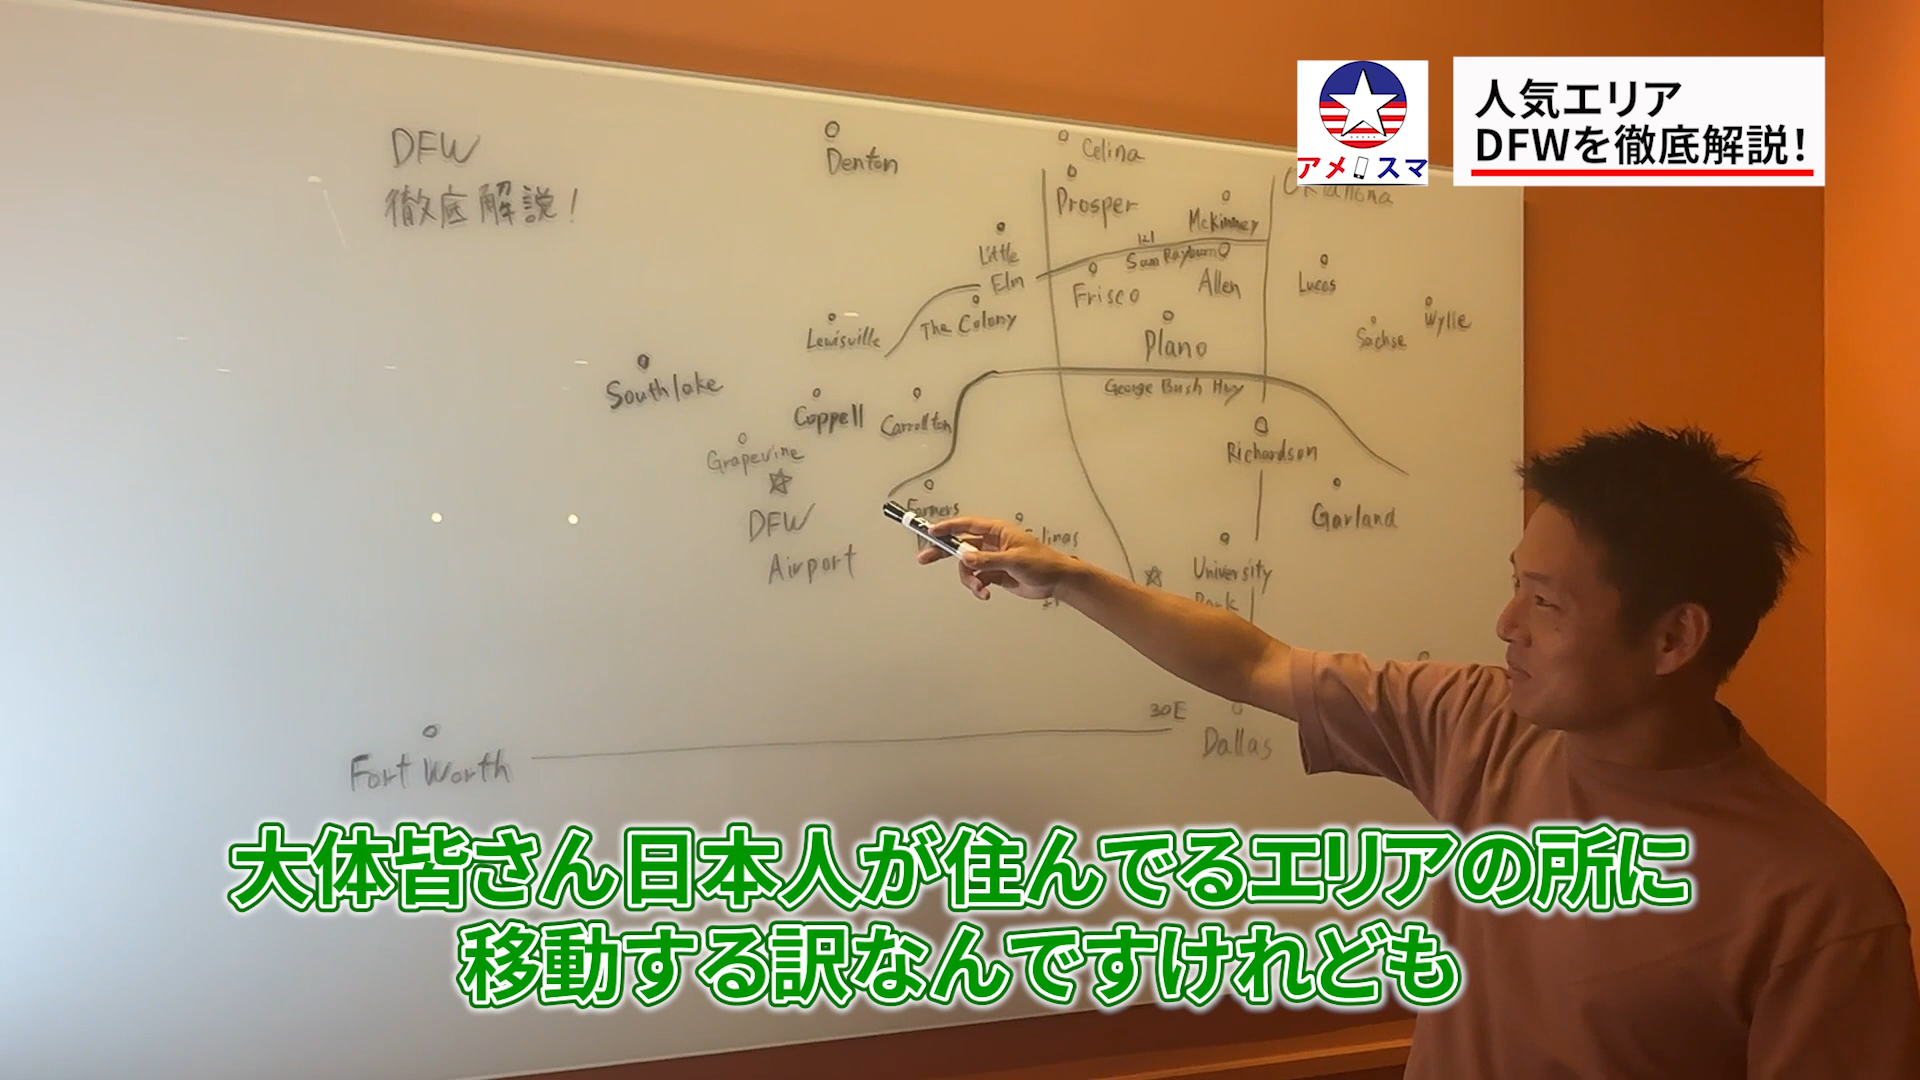 人気エリア
DFWを徹底解説!
アメスマ
DFW
徹底解説!
Denton
Celina
Prosper
McKinney
Oklahoma
Little
Elm
121
Sam Rayburn
Frisco
Allen
Lucas
Wylle
Sachse
Lewisville
The Colony
Plano
George Bush Hwy
Southlake
Coppell
Carrollton
Richardson
Grapevine
DFW
Airport
Farmers
Garland
University
Park
30E
Dallas
Fort Worth
大体皆さん日本人が住んでるエリアの所に
移動する訳なんですけれども